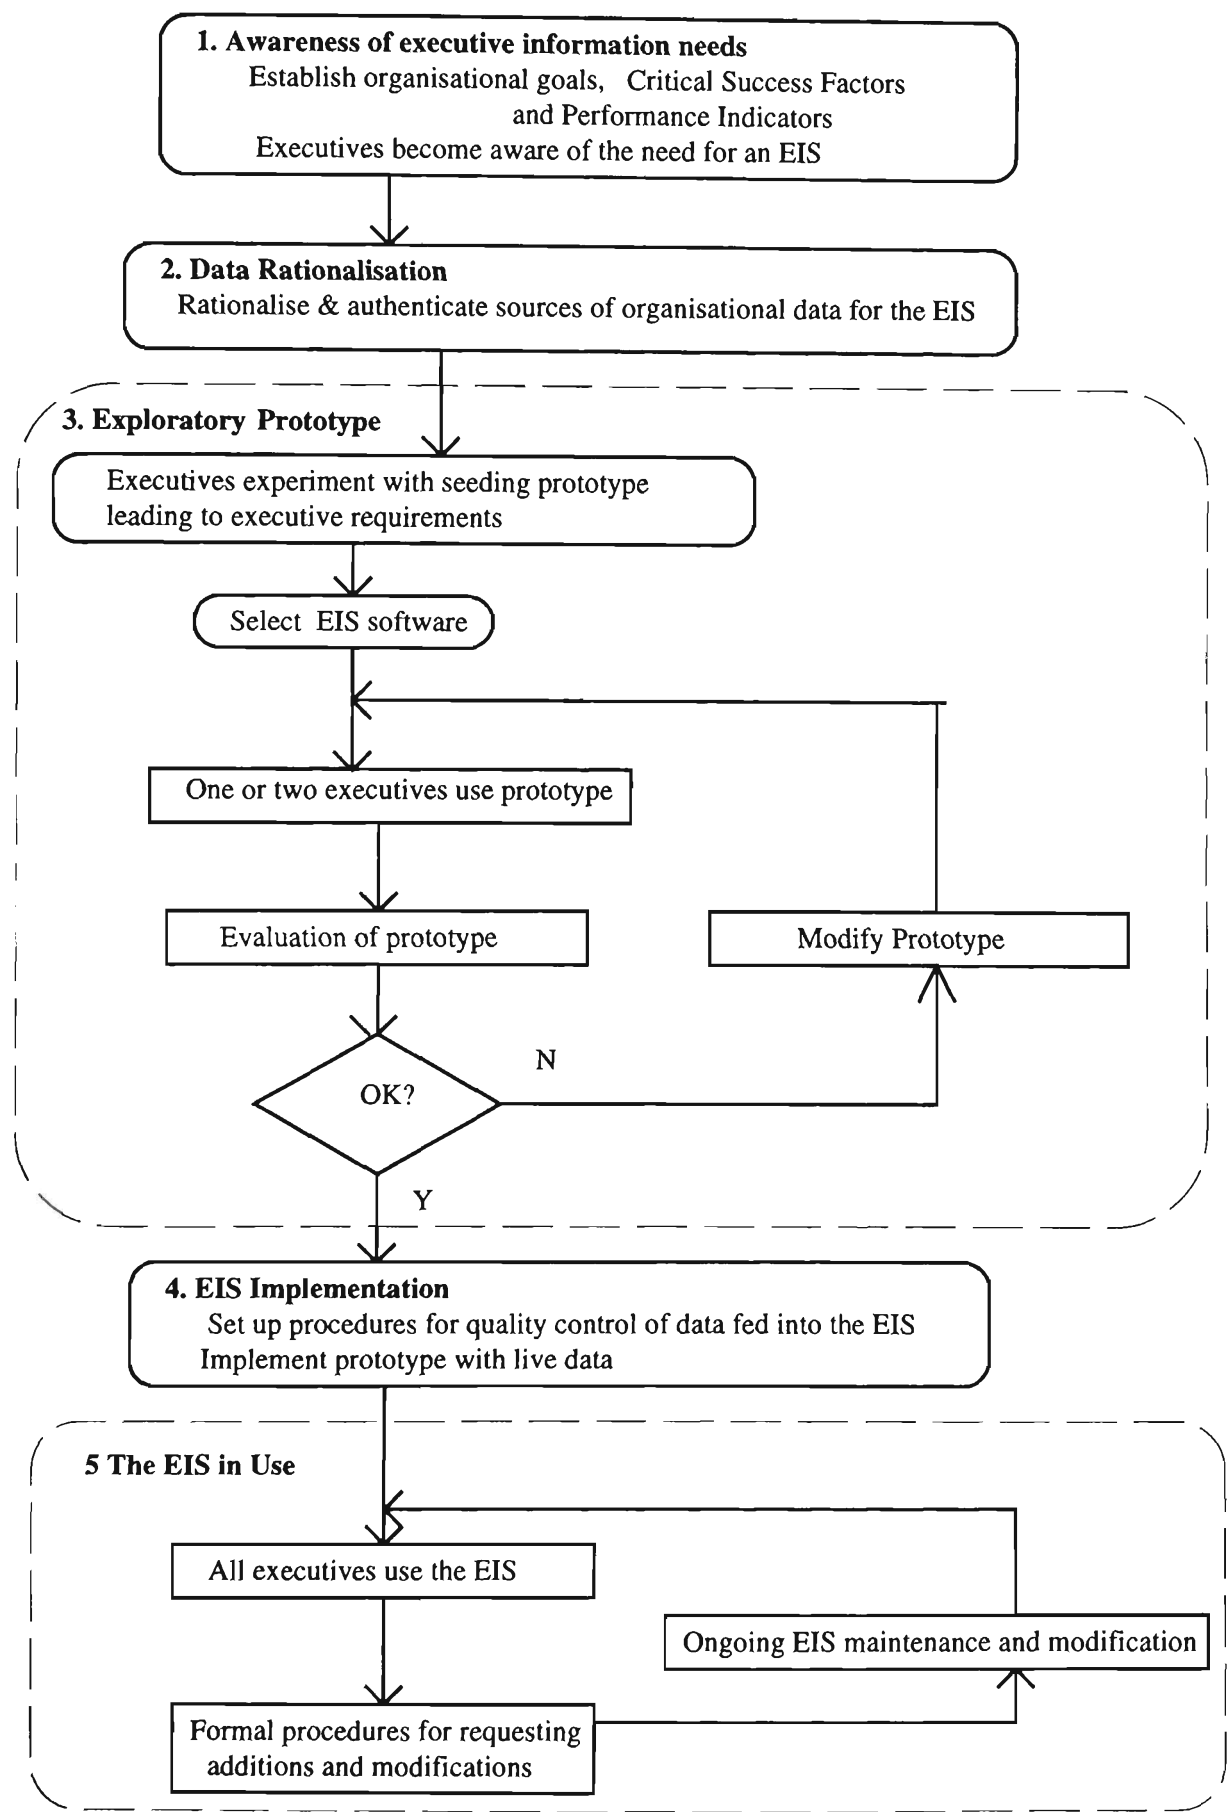 1. Awareness of executive information needs
Establish organisational goals, Critical Success Factors
and Performance Indicators
Executives become aware of the need for an EIS
2. Data Rationalisation
Rationalise & authenticate sources of organisational data for the EIS
3. Exploratory Prototype
Executives experiment with seeding prototype
leading to executive requirements
Select EIS software
One or two executives use prototype
Evaluation of prototype
Modify Prototype
N
OK?
Y
4. EIS Implementation
Set up procedures for quality control of data fed into the EIS
Implement prototype with live data
5 The EIS in Use
All executives use the EIS
Ongoing EIS maintenance and modification
Formal procedures for requesting
additions and modifications